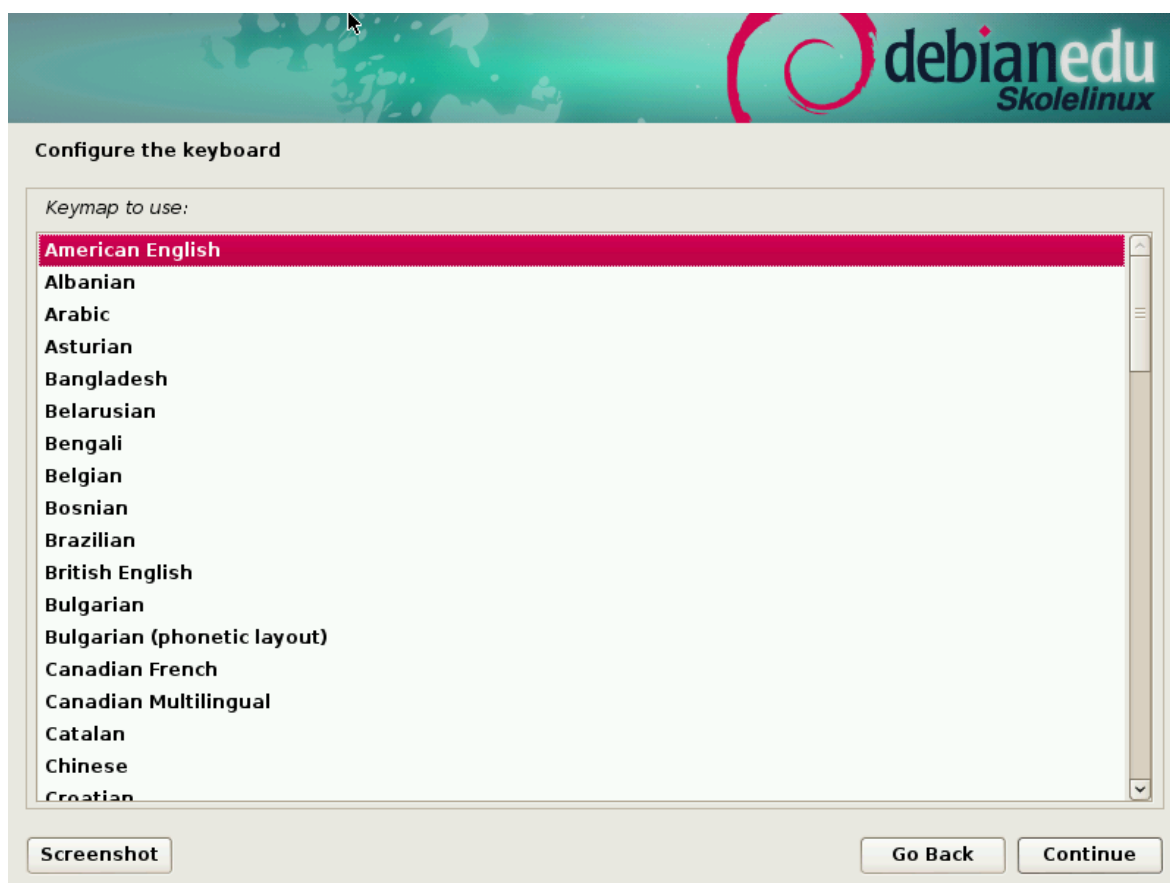 debianedu
Skolelinux
Configure the keyboard
Keymap to use:
American English
Albanian
Arabic
Asturian
Bangladesh
Belarusian
Bengali
Belgian
Bosnian
Brazilian
British English
Bulgarian
Bulgarian (phonetic layout)
Canadian French
Canadian Multilingual
Catalan
Chinese
Croatian
Screenshot Go Back Continue